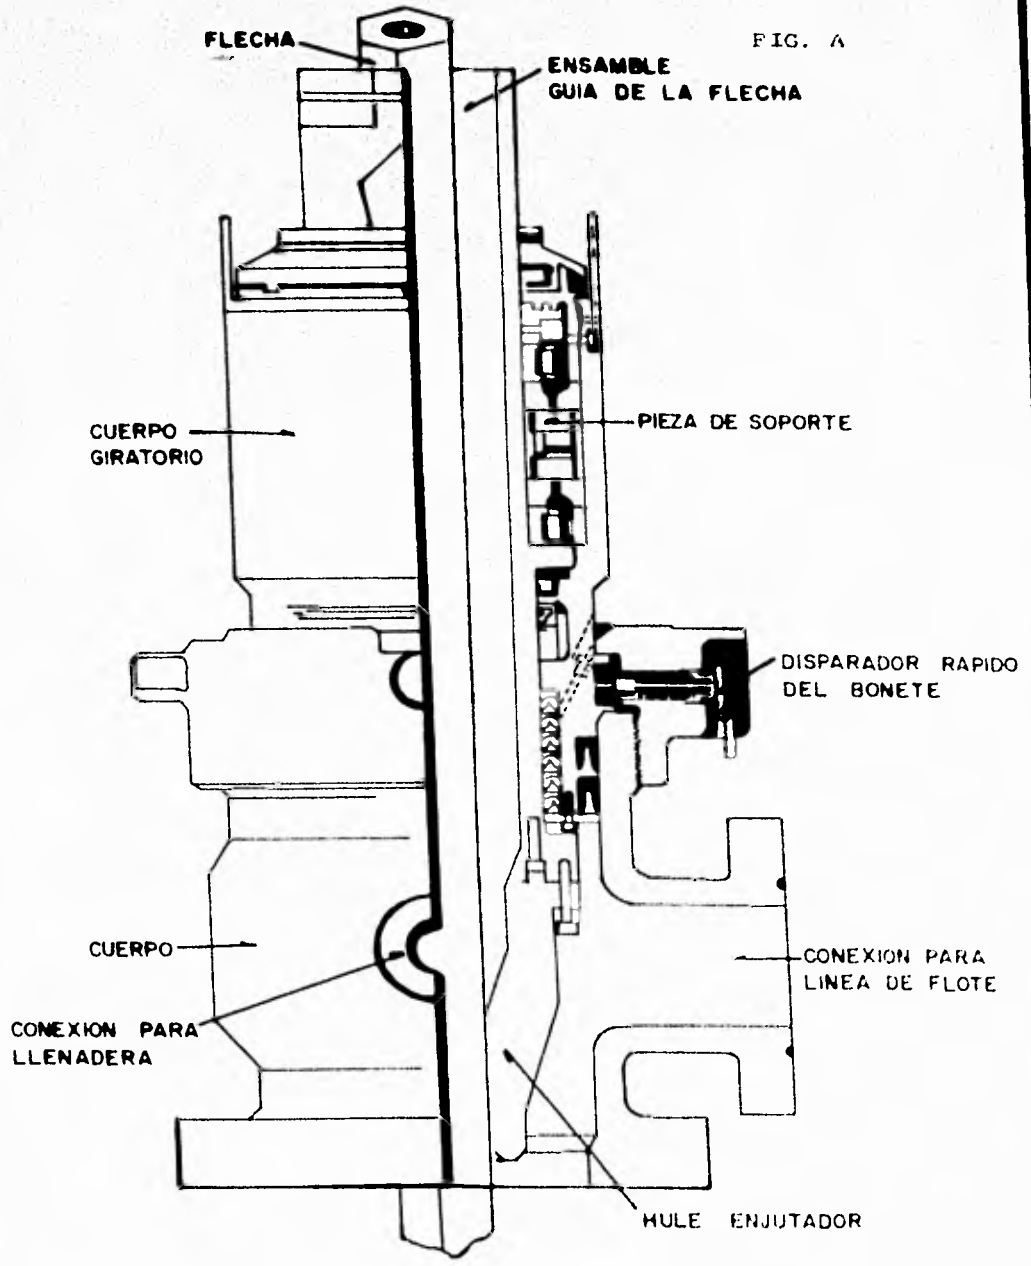 FIG. A
FLECHA
ENSAMBLE
GUIA DE LA FLECHA
CUERPO
GIRATORIO
PIEZA DE SOPORTE
DISPARADOR RAPIDO
DEL BONETE
CUERPO
CONEXION PARA
LINEA DE FLOTE
CONEXION PARA
LLENADERA
HULE ENJUTADOR